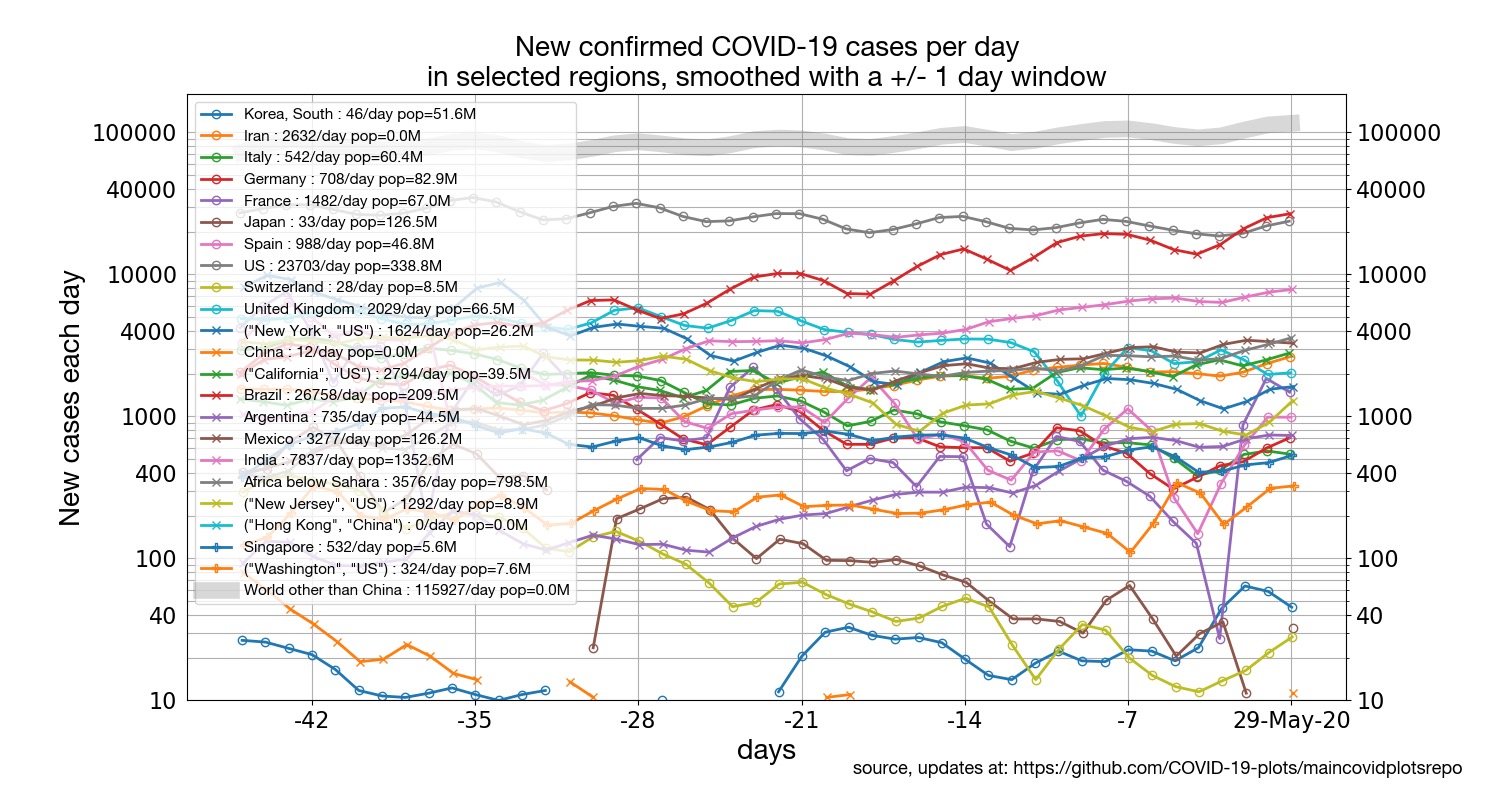 New confirmed COVID-19 cases per day
in selected regions, smoothed with a +/- 1 day window
New cases each day
100000
40000
10000
4000
1000
400
100
40
10
Korea, South : 46/day pop=51.6M
Iran : 2632/day pop=0.0M
Italy : 542/day pop=60.4M
Germany : 708/day pop=82.9M
France : 1482/day pop=67.0M
Japan : 33/day pop=126.5M
Spain : 988/day pop=46.8M
US : 23703/day pop=338.8M
Switzerland : 28/day pop=8.5M
United Kingdom : 2029/day pop=66.5M
("New York", "US") : 1624/day pop=26.2M
China : 12/day pop=0.0M
("California", "US") : 2794/day pop=39.5M
Brazil : 26758/day pop=209.5M
Argentina : 735/day pop=44.5M
Mexico : 3277/day pop=126.2M
India : 7837/day pop=1352.6M
Africa below Sahara : 3576/day pop=798.5M
("New Jersey", "US") : 1292/day pop=8.9M
("Hong Kong", "China") : 0/day pop=0.0M
Singapore : 532/day pop=5.6M
("Washington", "US") : 324/day pop=7.6M
World other than China : 115927/day pop=0.0M
100000
40000
10000
4000
1000
400
100
40
10
-42 -35 -28 -21 -14 -7 29-May-20
days
source, updates at: https://github.com/COVID-19-plots/maincovidplotsrepo